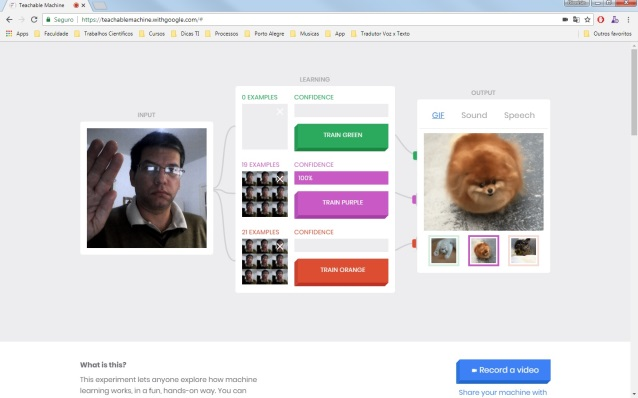 Teachable Machine
Seguro https://teachablemachine.withgoogle.com/#
Apps Faculdade Trabalhos Cientificos Cursos Dicas TI Processos Porto Alegre Musicas App Tradutor Voz x Texto Outros favoritos
LEARNING
INPUT
OUTPUT
0 EXAMPLES CONFIDENCE
TRAIN GREEN
GIF Sound Speech
19 EXAMPLES CONFIDENCE
100%
TRAIN PURPLE
21 EXAMPLES CONFIDENCE
TRAIN ORANGE
What is this?
This experiment lets anyone explore how machine
learning works, in a fun, hands-on way. You can
Record a video
Share your machine with